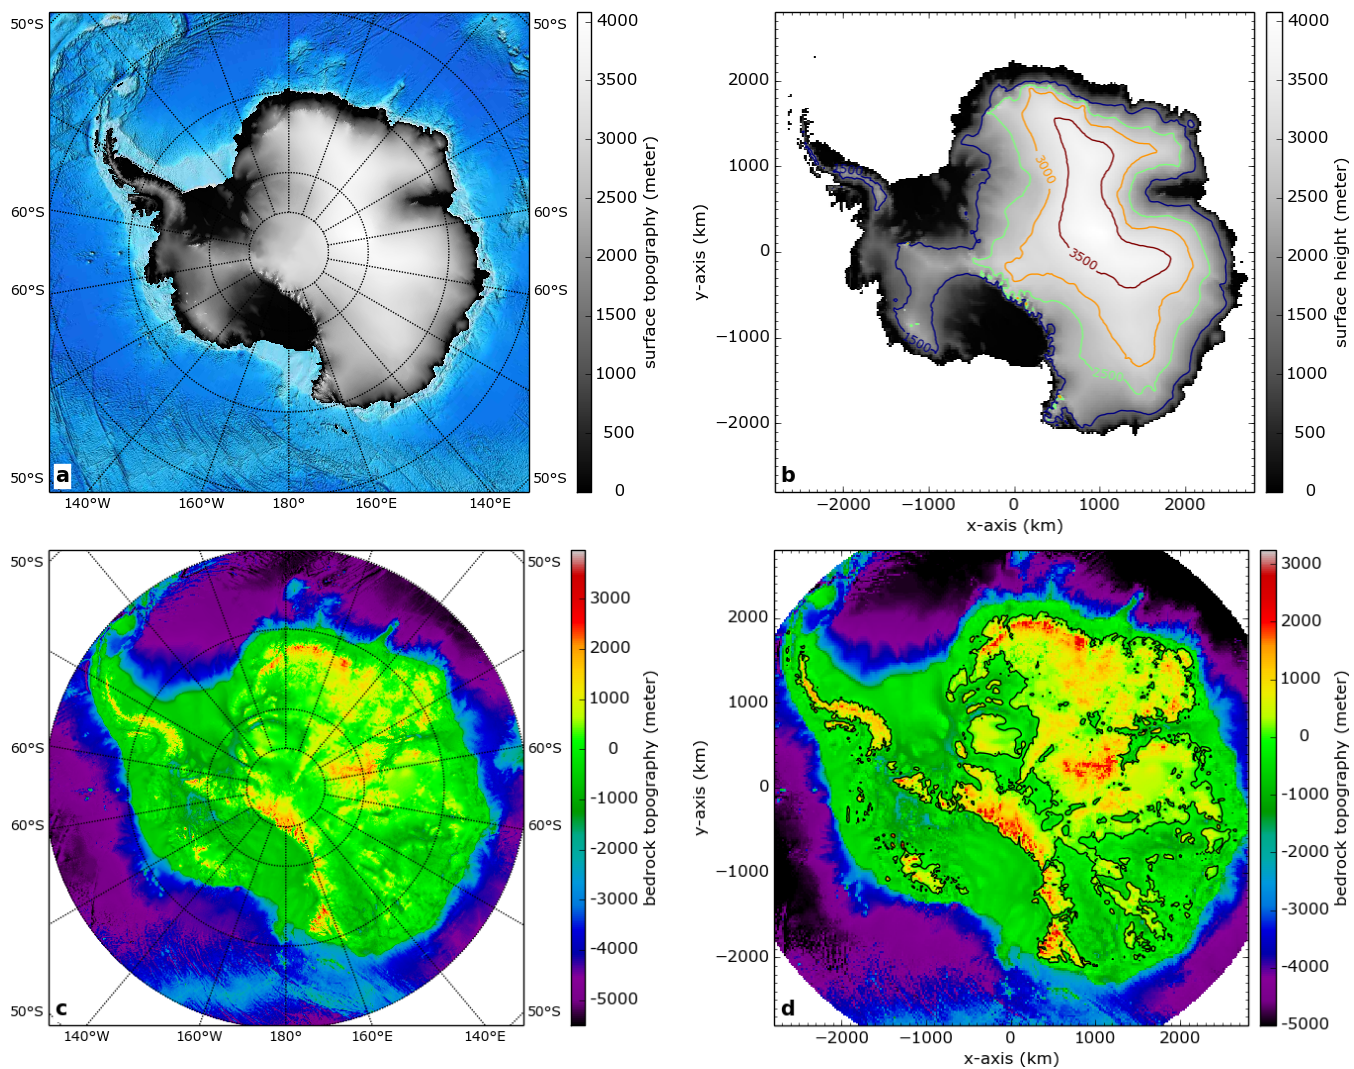 50°S
50°S
60°S
60°S
60°S
60°S
50°S
50°S
140°W
160°W
180°
160°E
140°E
a
4000
3500
3000
2500
2000
1500
1000
500
0
surface topography (meter)
2000
1000
0
−1000
−2000
y-axis (km)
−2000
−1000
0
1000
2000
x-axis (km)
3000
3500
2500
1500
1500
b
4000
3500
3000
2500
2000
1500
1000
500
0
surface height (meter)
50°S
50°S
60°S
60°S
60°S
60°S
50°S
50°S
140°W
160°W
180°
160°E
140°E
c
3000
2000
1000
0
-1000
-2000
-3000
-4000
-5000
bedrock topography (meter)
2000
1000
0
−1000
−2000
y-axis (km)
−2000
−1000
0
1000
2000
x-axis (km)
d
3000
2000
1000
0
-1000
-2000
-3000
-4000
-5000
bedrock topography (meter)